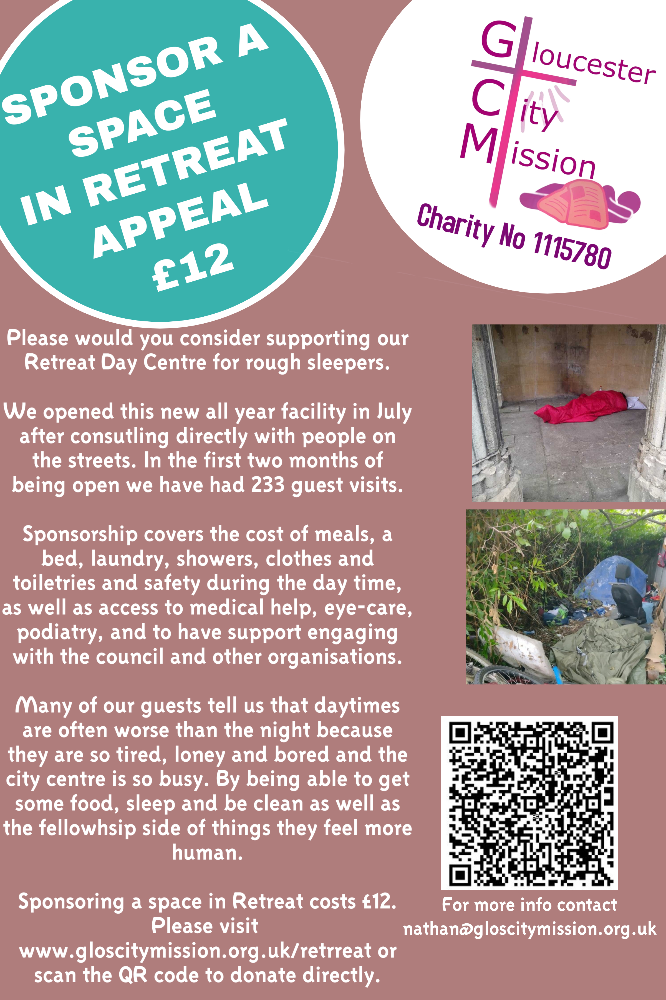 SPONSOR A
SPACE
IN RETREAT
APPEAL
£12
Gloucester
City
Mission
Charity No 1115780
Please would you consider supporting our
Retreat Day Centre for rough sleepers.
We opened this new all year facility in July
after consutling directly with people on
the streets. In the first two months of
being open we have had 233 guest visits.
Sponsorship covers the cost of meals, a
bed, laundry, showers, clothes and
toiletries and safety during the day time,
as well as access to medical help, eye-care,
podiatry, and to have support engaging
with the council and other organisations.
Many of our guests tell us that daytimes
are often worse than the night because
they are so tired, loney and bored and the
city centre is so busy. By being able to get
some food, sleep and be clean as well as
the fellowhsip side of things they feel more
human.
Sponsoring a space in Retreat costs £12.
Please visit
www.gloscitymission.org.uk/retrreat or
scan the QR code to donate directly.
For more info contact
nathan@gloscitymission.org.uk